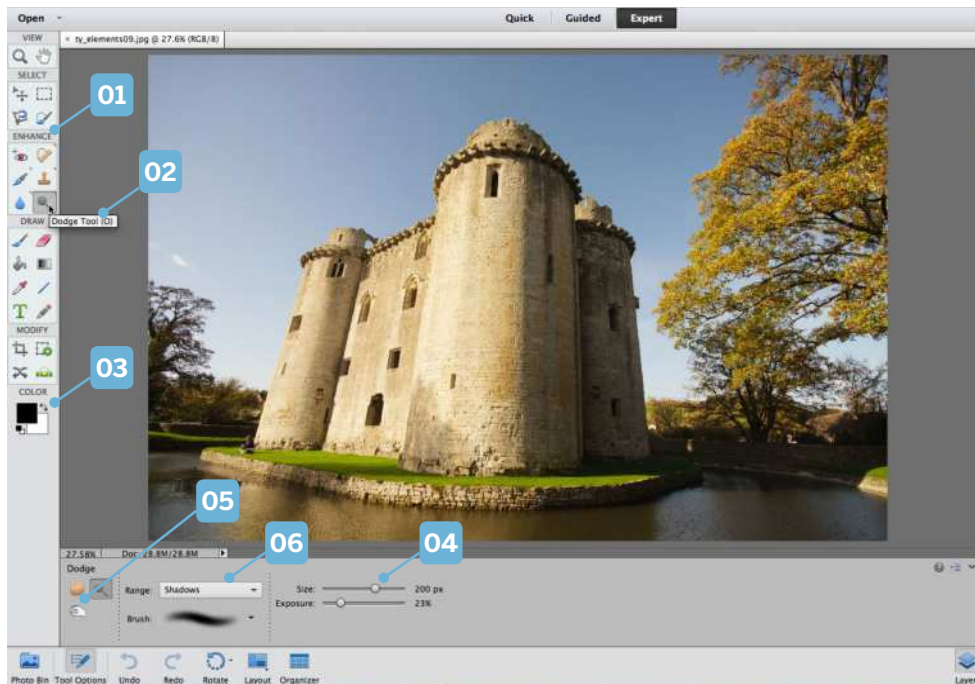 Open Quick Guided Expert
VIEW × ty_elements09.jpg @ 27.6% (RGB/8)
SELECT
01
ENHANCE
02
DRAW Dodge Tool (O)
T
MODIFY
03
COLOR
05
06 04
27.58% Doc: 28.8M/28.8M
Dodge
Range: Shadows Size: 200 px
Exposure: 23%
Brush:
Photo Bin Tool Options Undo Redo Rotate Layout Organizer Layer